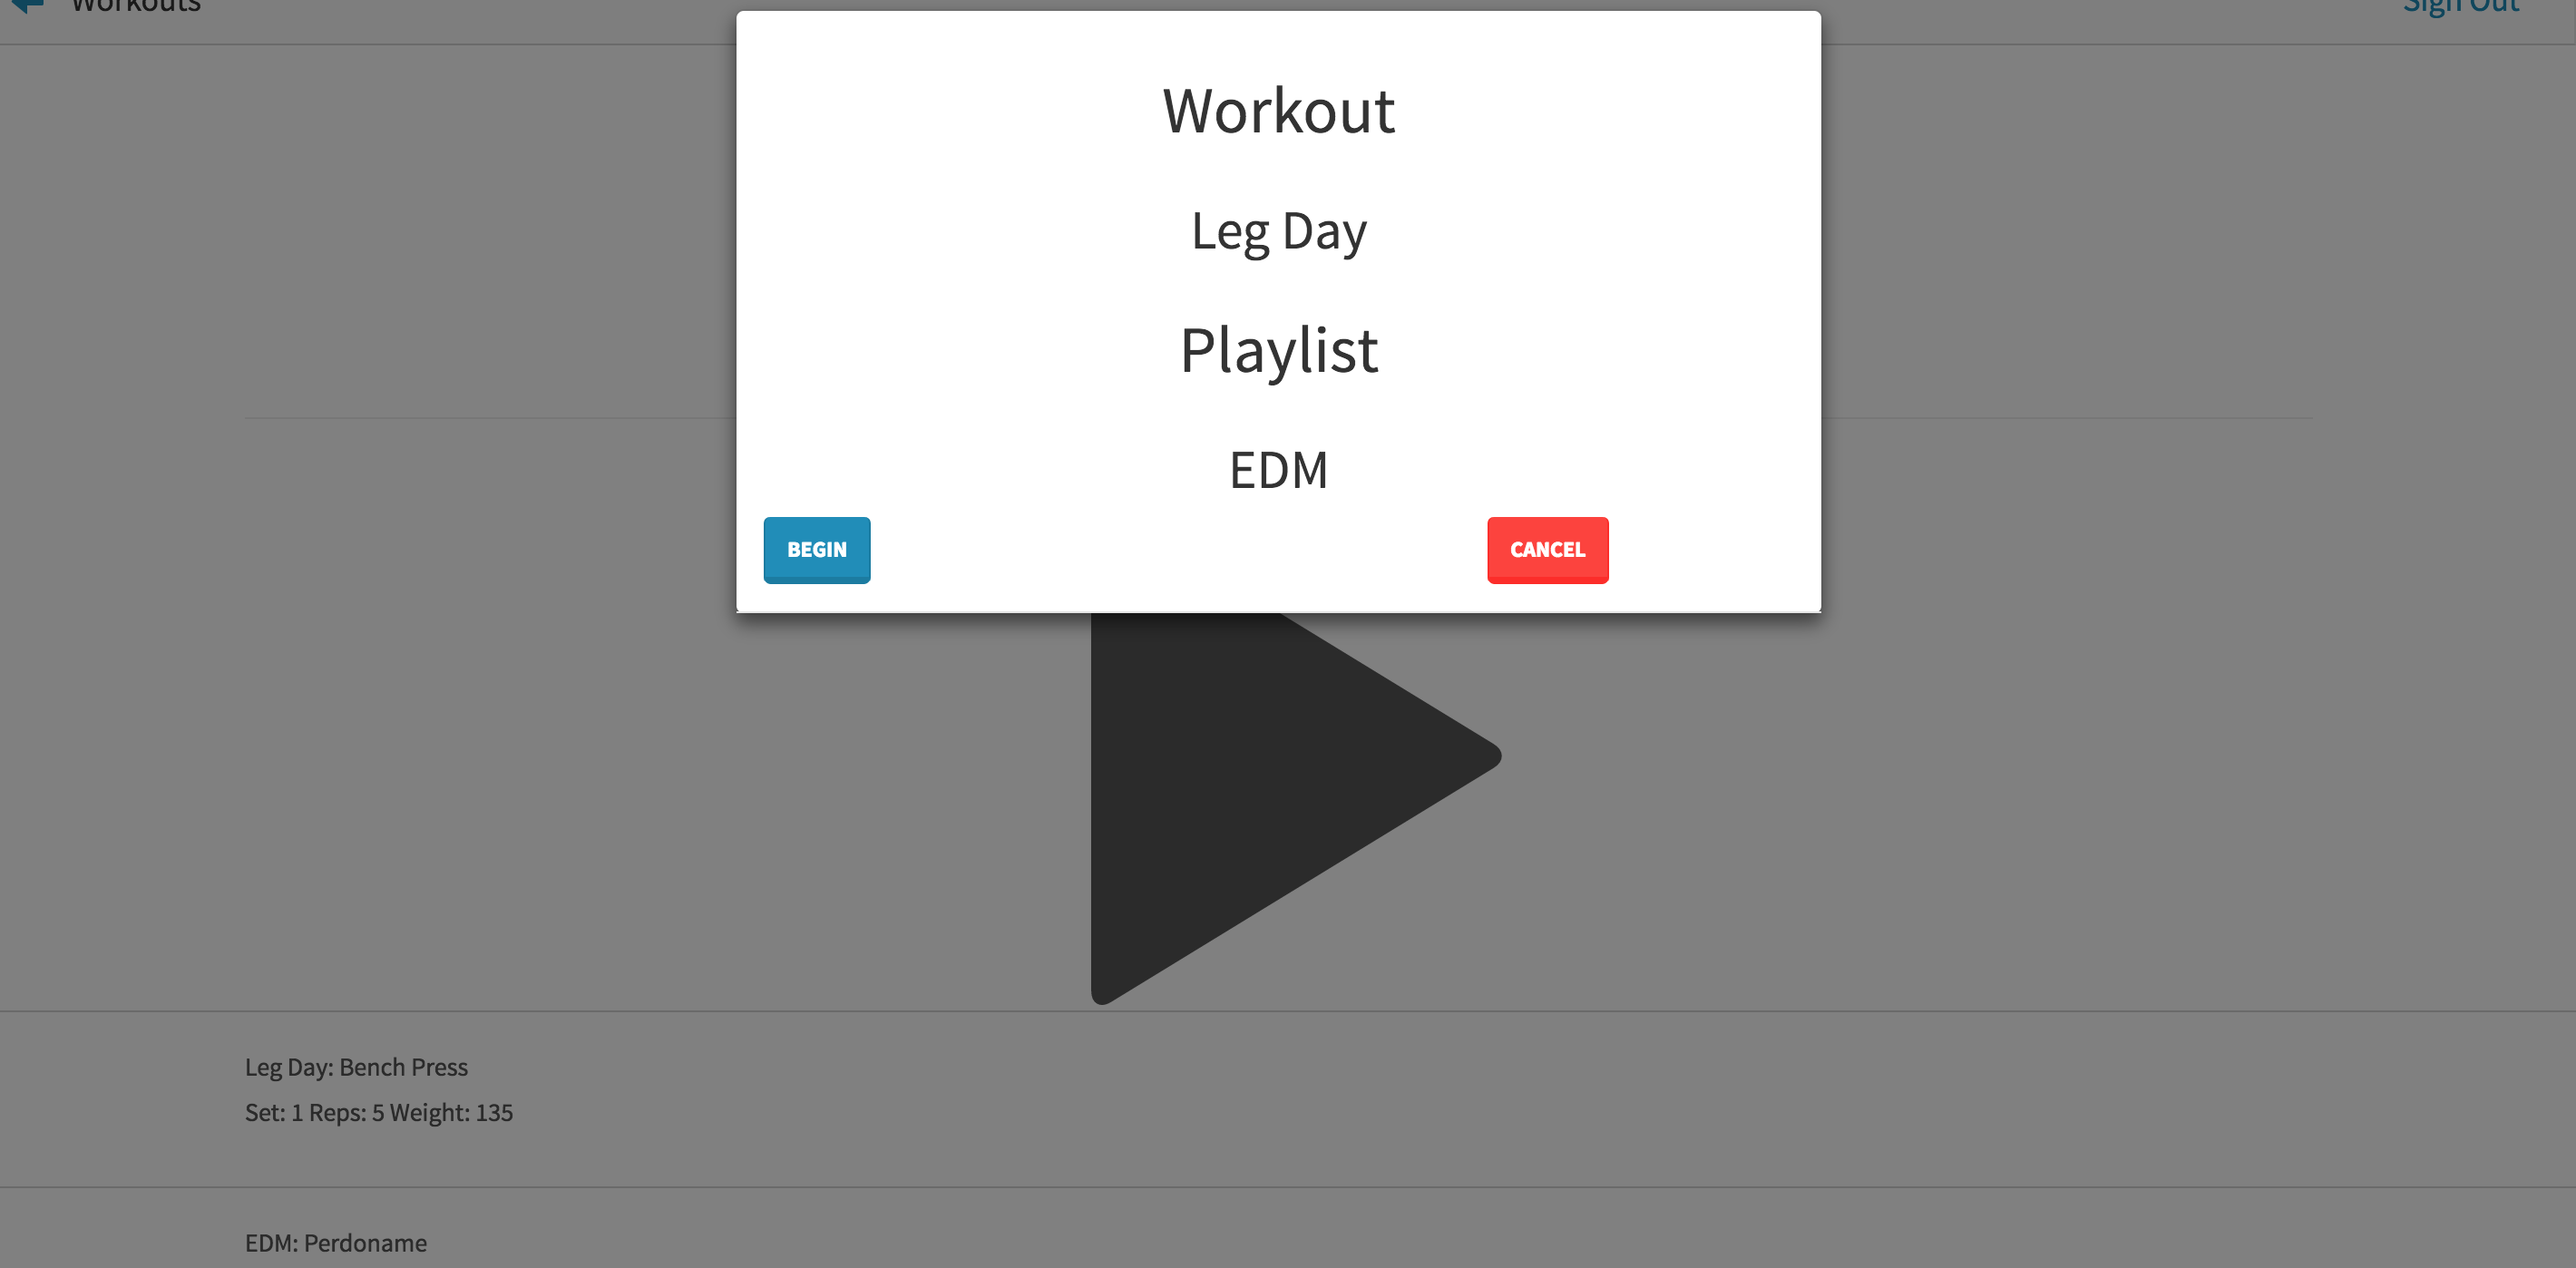 Workouts
Sign Out
Workout
Leg Day
Playlist
EDM
BEGIN
CANCEL
Leg Day: Bench Press
Set: 1 Reps: 5 Weight: 135
EDM: Perdoname